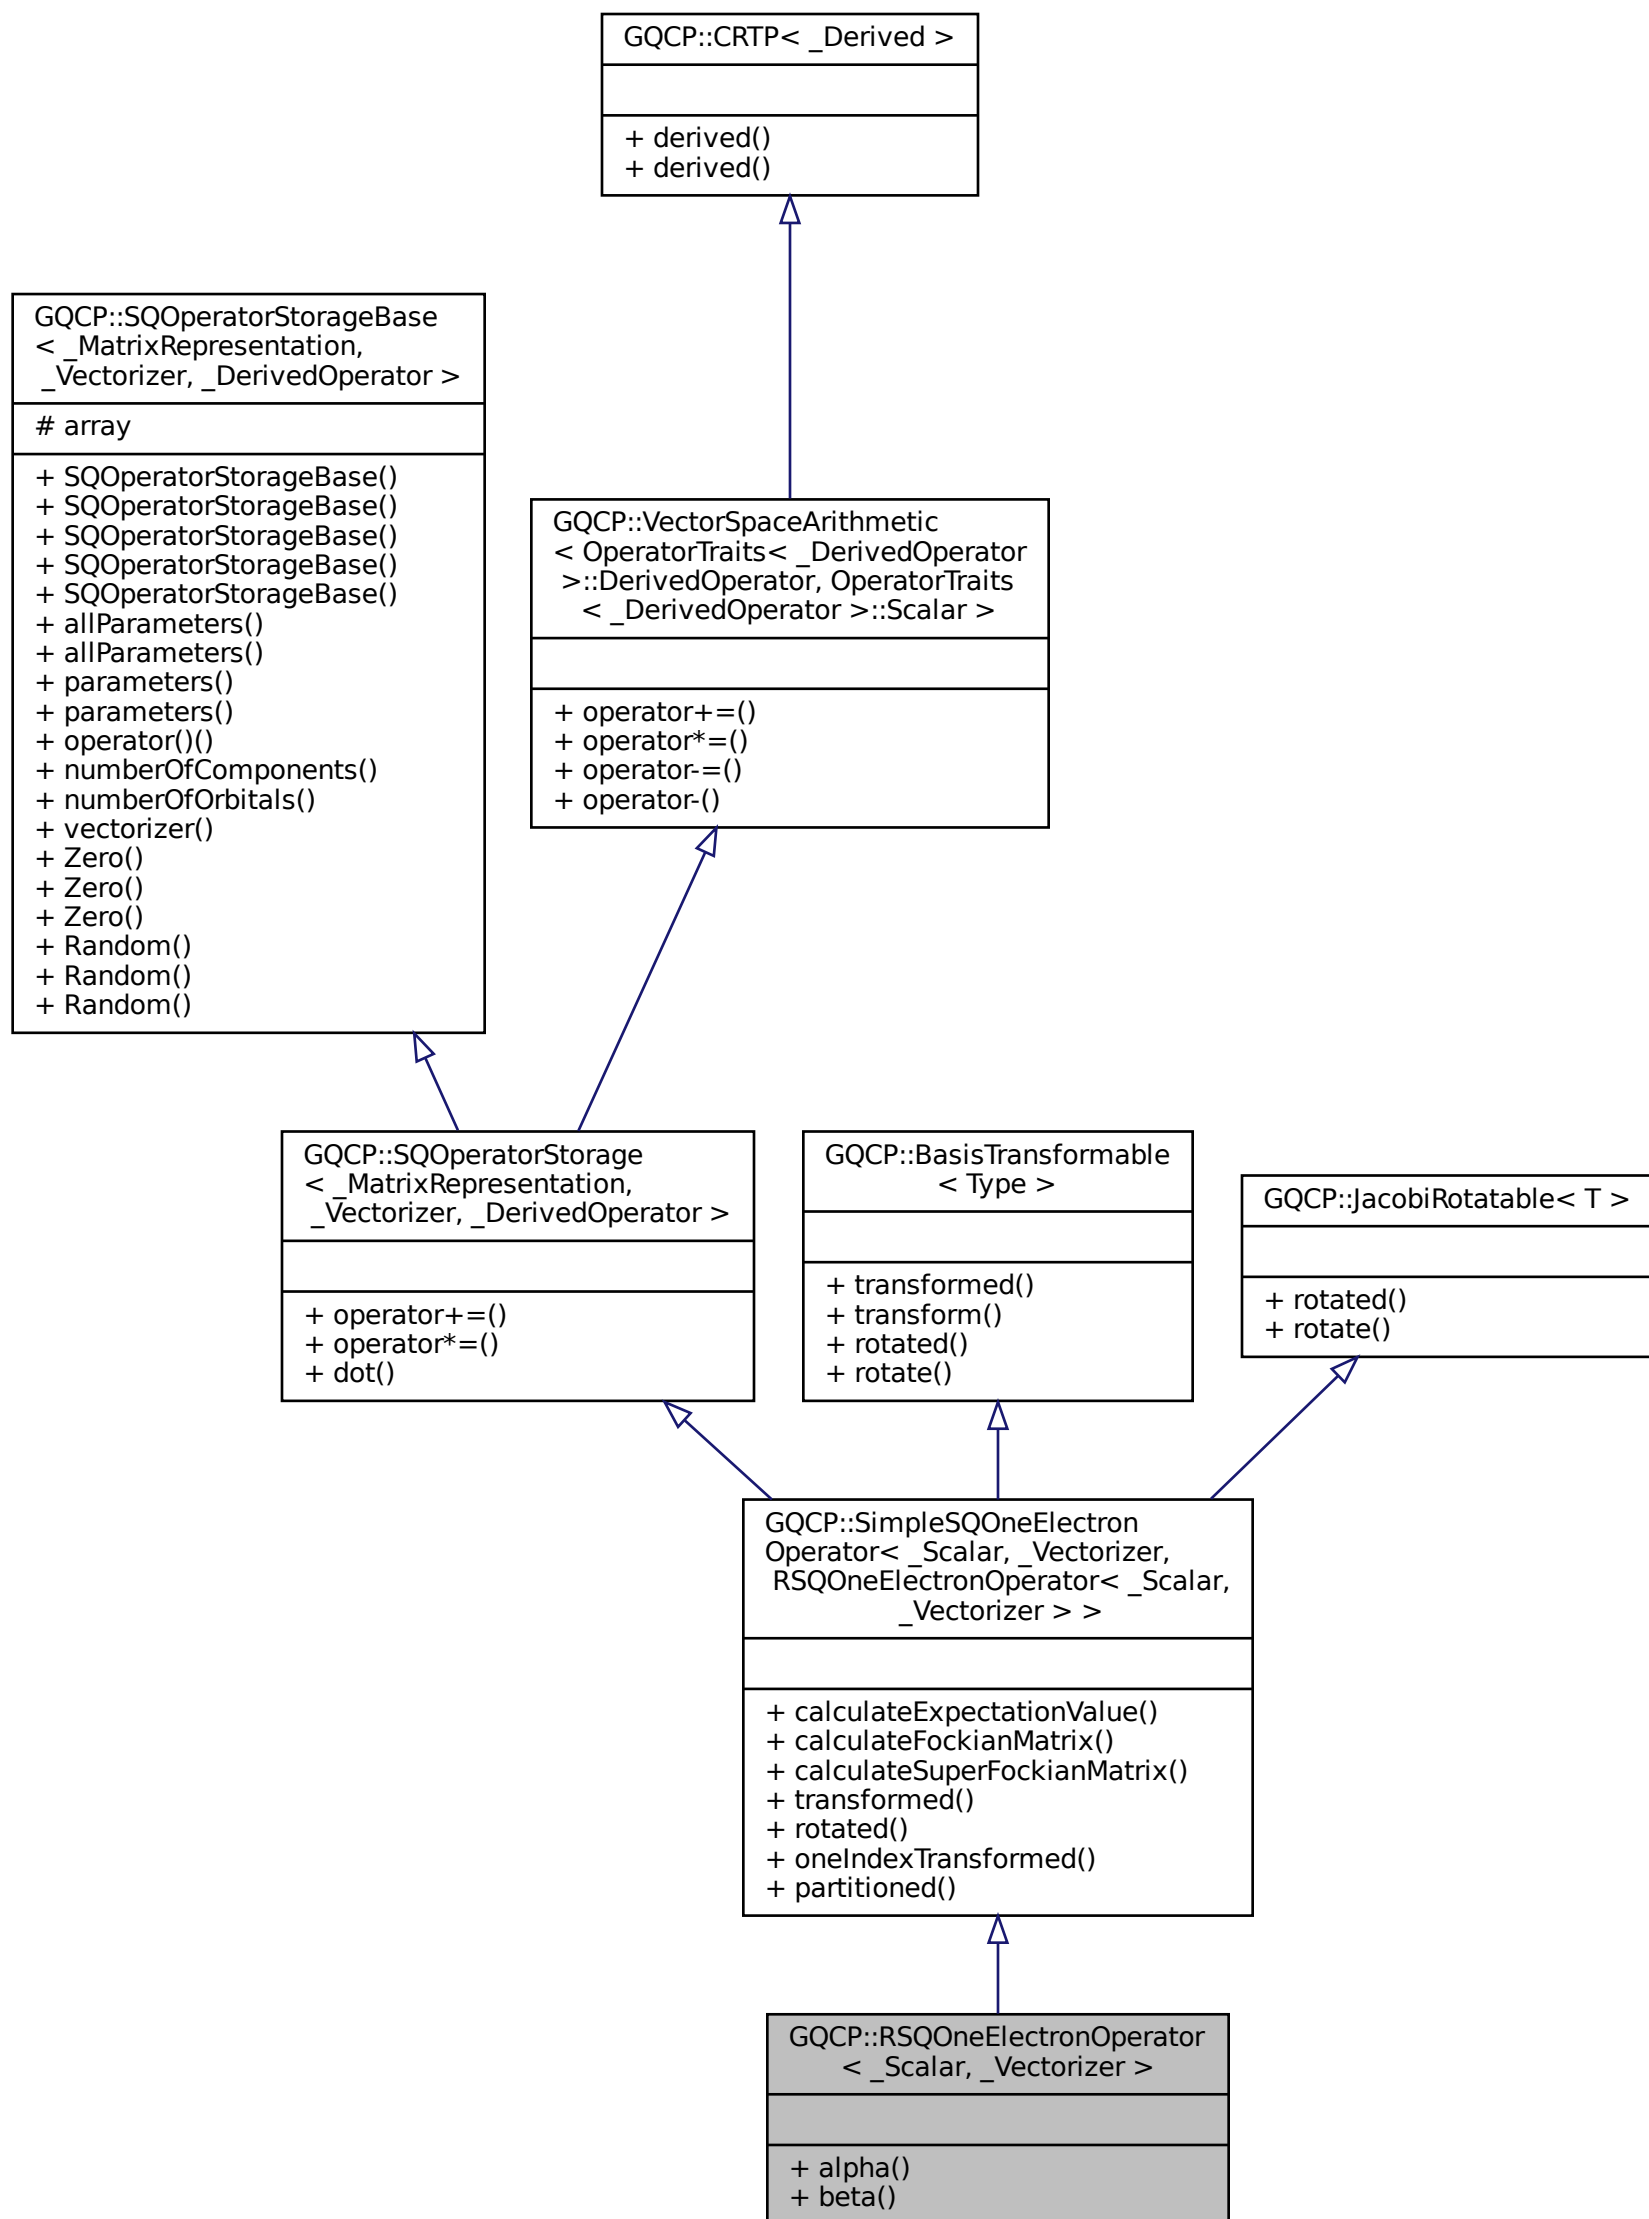 GQCP::CRTP< _Derived >
+ derived()
+ derived()
GQCP::SQOperatorStorageBase
< _MatrixRepresentation,
_Vectorizer, _DerivedOperator >
# array
+ SQOperatorStorageBase()
+ SQOperatorStorageBase()
+ SQOperatorStorageBase()
+ SQOperatorStorageBase()
+ SQOperatorStorageBase()
+ allParameters()
+ allParameters()
+ parameters()
+ parameters()
+ operator()()
+ numberOfComponents()
+ numberOfOrbitals()
+ vectorizer()
+ Zero()
+ Zero()
+ Zero()
+ Random()
+ Random()
+ Random()
GQCP::VectorSpaceArithmetic
< OperatorTraits< _DerivedOperator
>::DerivedOperator, OperatorTraits
< _DerivedOperator >::Scalar >
+ operator+=()
+ operator*=()
+ operator-=()
+ operator-()
GQCP::SQOperatorStorage
< _MatrixRepresentation,
_Vectorizer, _DerivedOperator >
+ operator+=()
+ operator*=()
+ dot()
GQCP::BasisTransformable
< Type >
+ transformed()
+ transform()
+ rotated()
+ rotate()
GQCP::JacobiRotatable< T >
+ rotated()
+ rotate()
GQCP::SimpleSQOneElectron
Operator< _Scalar, _Vectorizer,
RSQOneElectronOperator< _Scalar,
_Vectorizer > >
+ calculateExpectationValue()
+ calculateFockianMatrix()
+ calculateSuperFockianMatrix()
+ transformed()
+ rotated()
+ oneIndexTransformed()
+ partitioned()
GQCP::RSQOneElectronOperator
< _Scalar, _Vectorizer >
+ alpha()
+ beta()